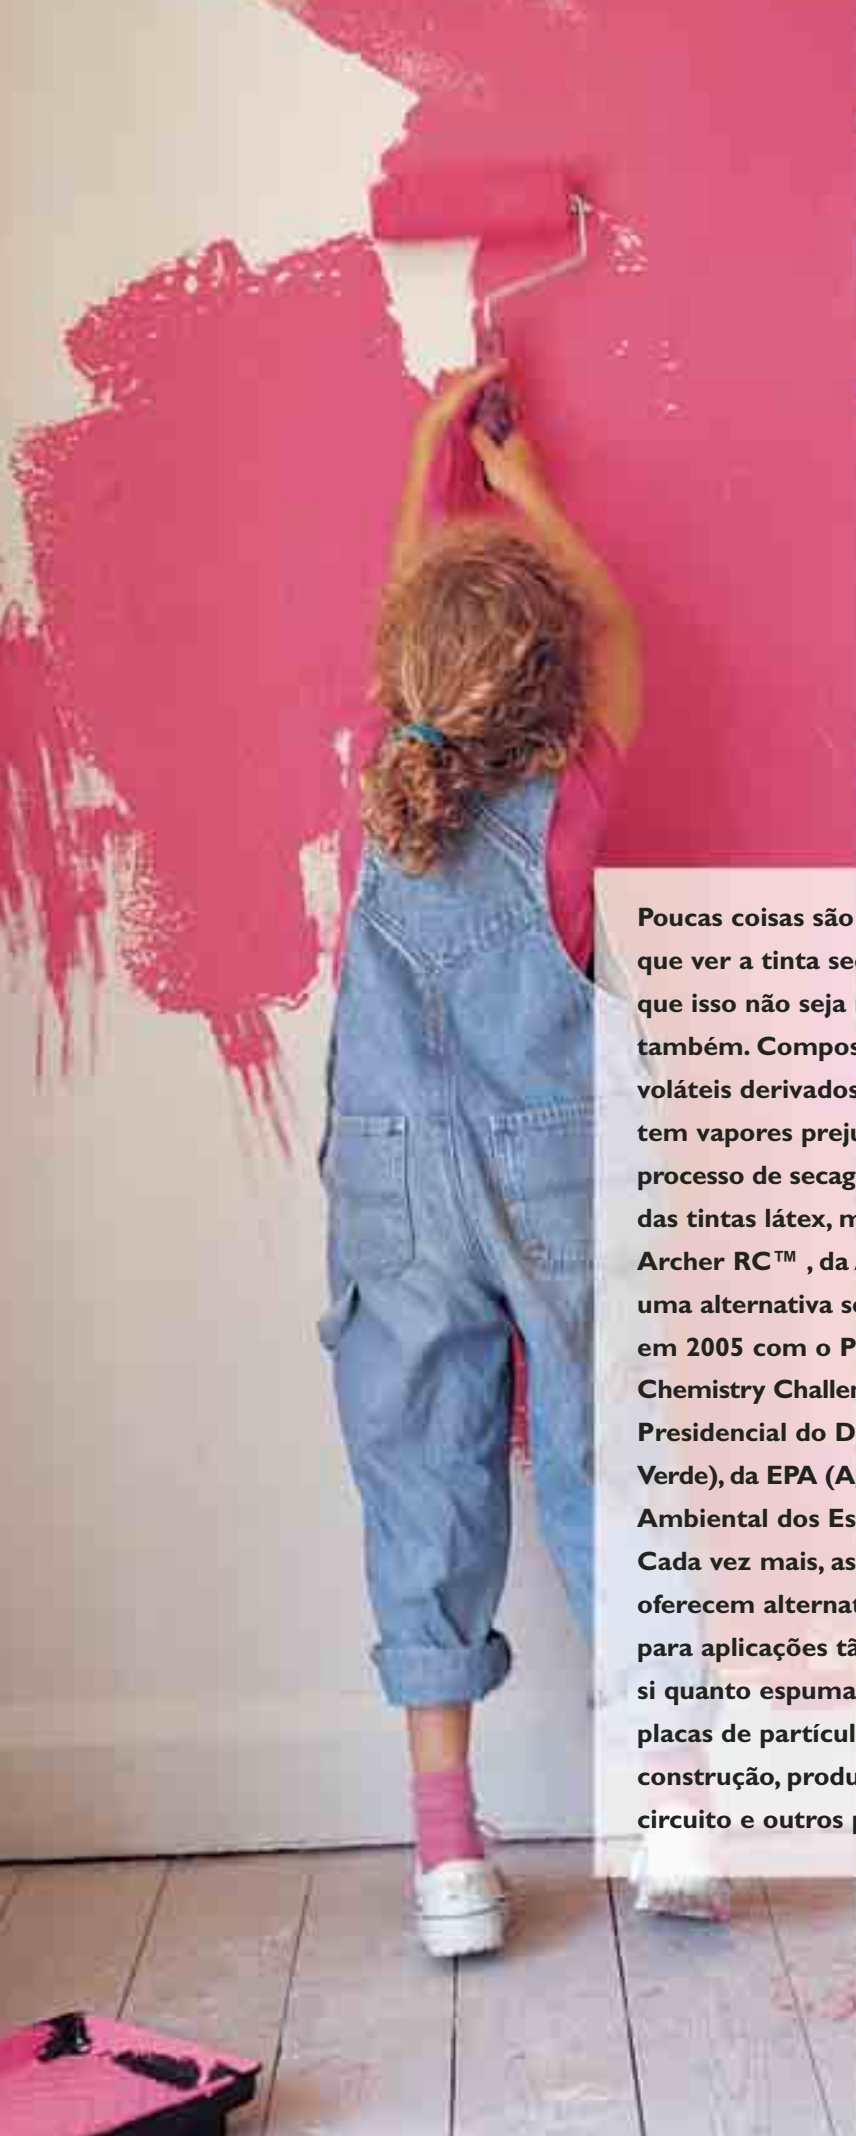 Poucas coisas são
que ver a tinta se
que isso não seja
também. Compos
voláteis derivados
tem vapores preju
processo de secag
das tintas látex, m
Archer RC™ , da
uma alternativa s
em 2005 com o P
Chemistry Challen
Presidencial do D
Verde), da EPA (A
Ambiental dos Es
Cada vez mais, as
oferecem alternat
para aplicações tã
si quanto espuma
placas de partícul
construção, produ
circuito e outros p